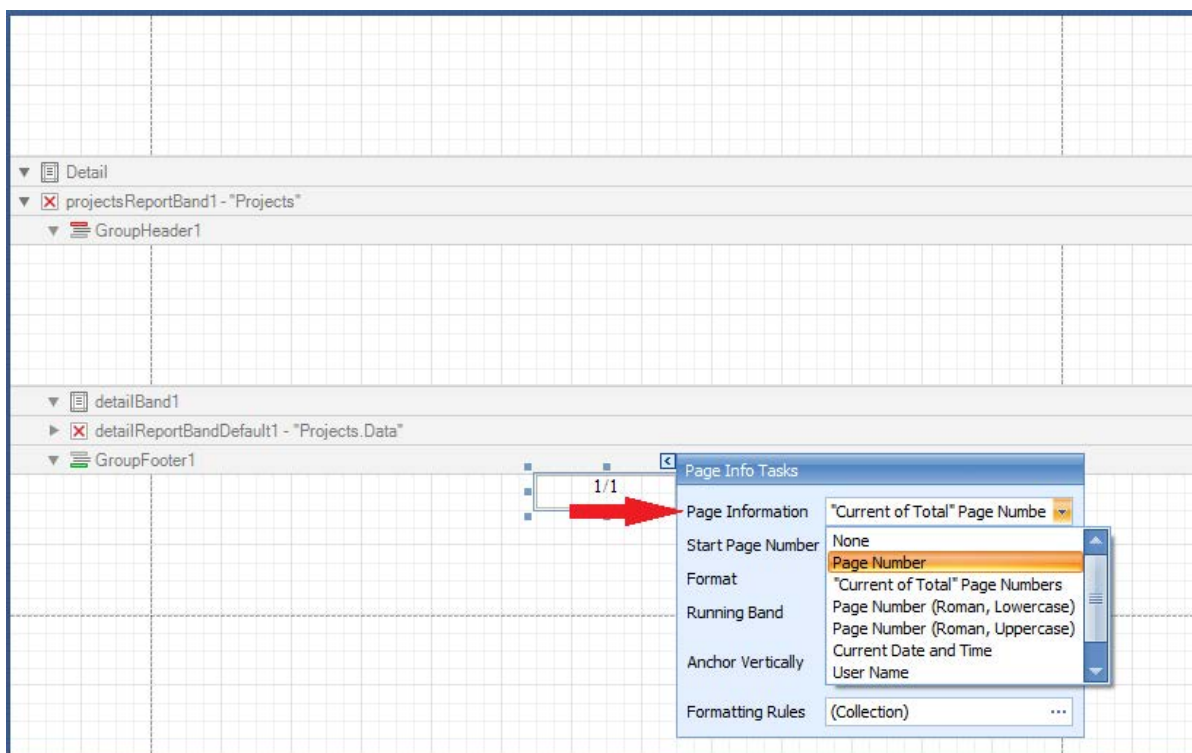 Detail
projectsReportBand1 - "Projects"
GroupHeader1
detailBand1
detailReportBandDefault1 - "Projects.Data"
GroupFooter1
1/1
Page Info Tasks
Page Information "Current of Total" Page Numbe
Start Page Number
Format
Running Band
Anchor Vertically
None
Page Number
"Current of Total" Page Numbers
Page Number (Roman, Lowercase)
Page Number (Roman, Uppercase)
Current Date and Time
User Name
Formatting Rules (Collection) ...